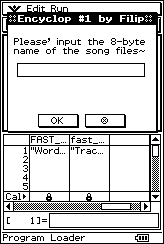 Edit Run
Encyclop #1 by Filip
Please' input the 8-byte
name of the song files~
OK
FAST_… fast_…
1 "Word… "Trac…
2
3
4
5
Cal▶
[ 1]=
Program Loader